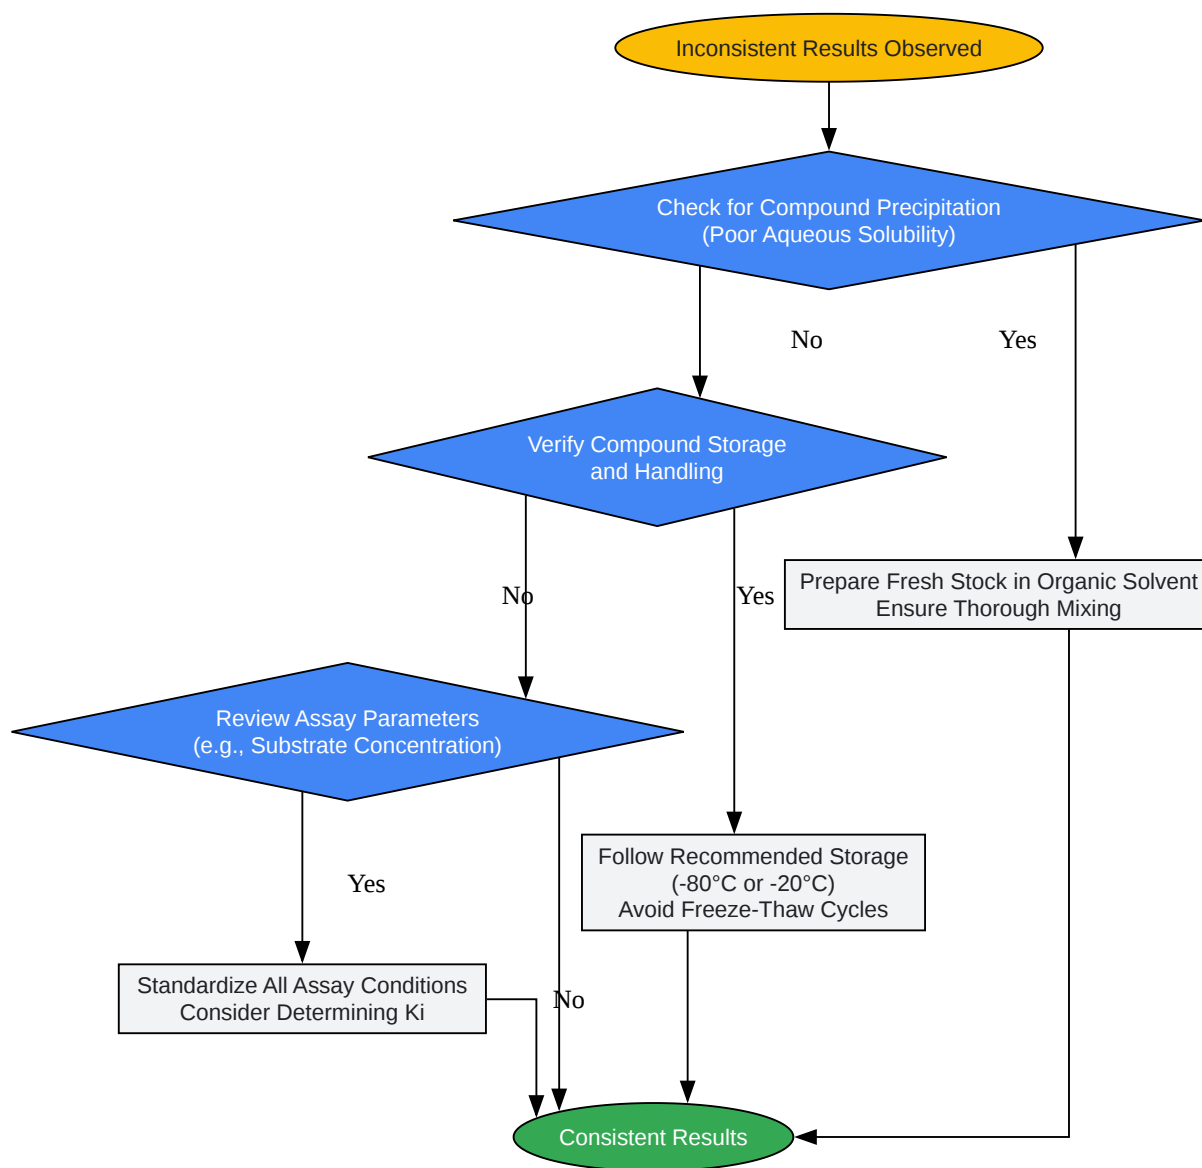 Inconsistent Results Observed
Check for Compound Precipitation
(Poor Aqueous Solubility)
No
Yes
Verify Compound Storage
and Handling
No
Yes
Prepare Fresh Stock in Organic Solvent
Ensure Thorough Mixing
Review Assay Parameters
(e.g., Substrate Concentration)
Yes
Follow Recommended Storage
(-80°C or -20°C)
Avoid Freeze-Thaw Cycles
Standardize All Assay Conditions
Consider Determining Ki
No
Consistent Results